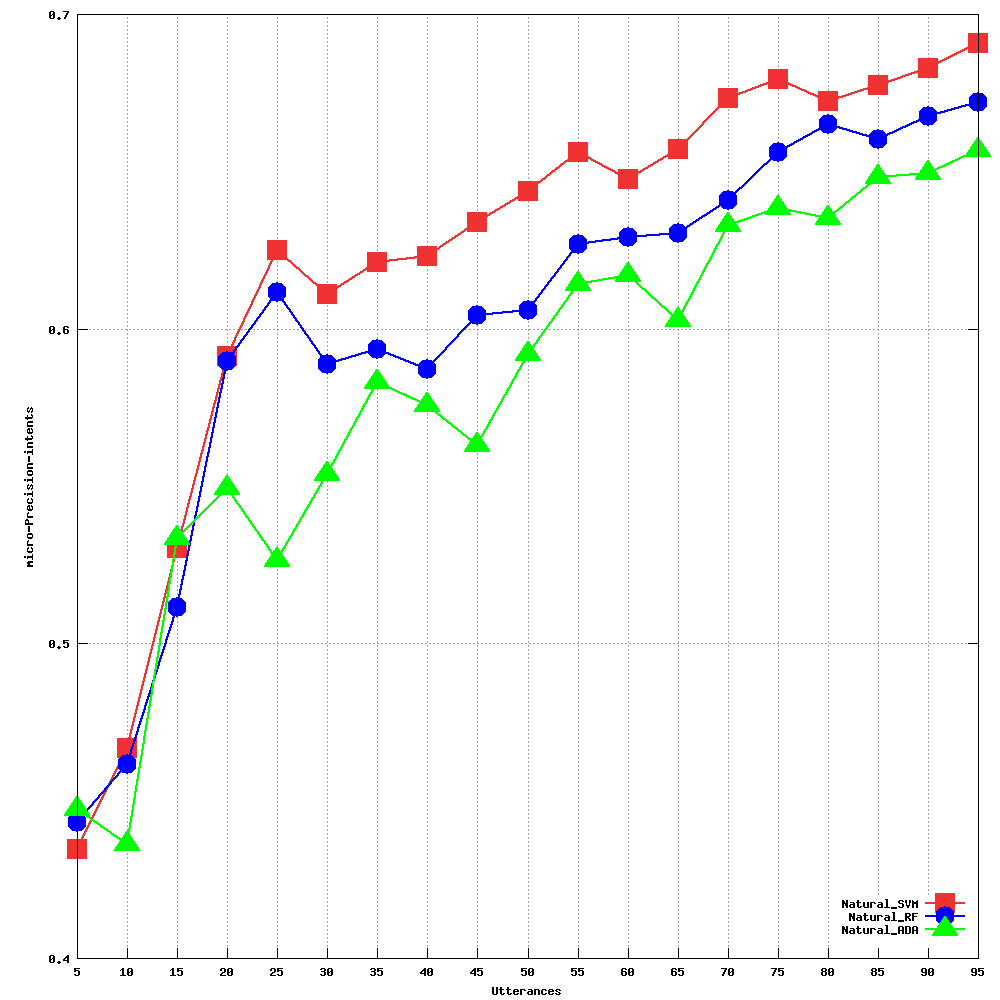 0.7
0.6
0.5
0.4
micro-Precision-intents
5 10 15 20 25 30 35 40 45 50 55 60 65 70 75 80 85 90 95
Utterances
Natural_SVM
Natural_RF
Natural_ADA